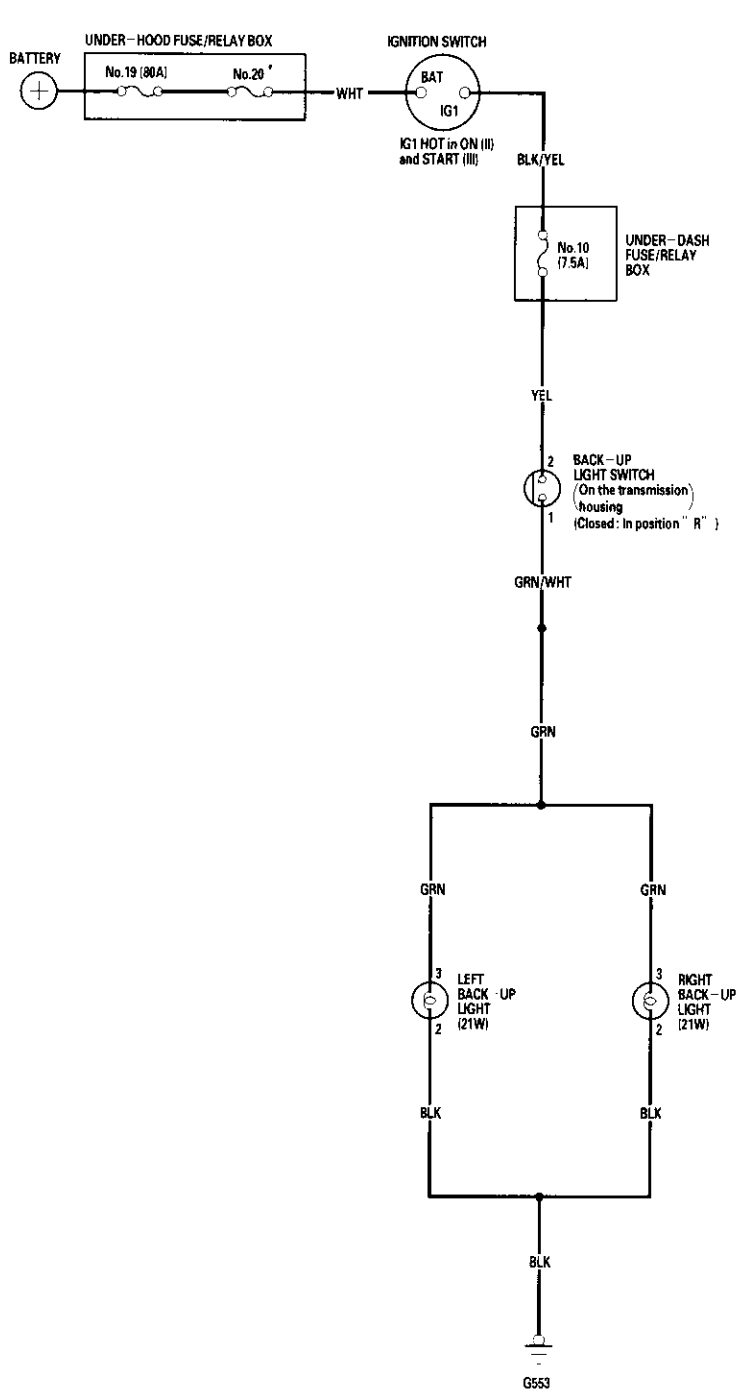 UNDER-HOOD FUSE/RELAY BOX
IGNITION SWITCH
BATTERY
No.19 (80A)
No.20
BAT
WHT
IG1
IG1 HOT in ON (II)
and START (III)
BLK/YEL
No.10
(7.5A)
UNDER-DASH
FUSE/RELAY
BOX
YEL
2
BACK-UP
LIGHT SWITCH
(On the transmission
housing)
(Closed: In position "R" )
1
GRN/WHT
GRN
GRN
GRN
3
LEFT
BACK-UP
LIGHT
(21W)
2
3
RIGHT
BACK-UP
LIGHT
(21W)
2
BLK
BLK
BLK
G553